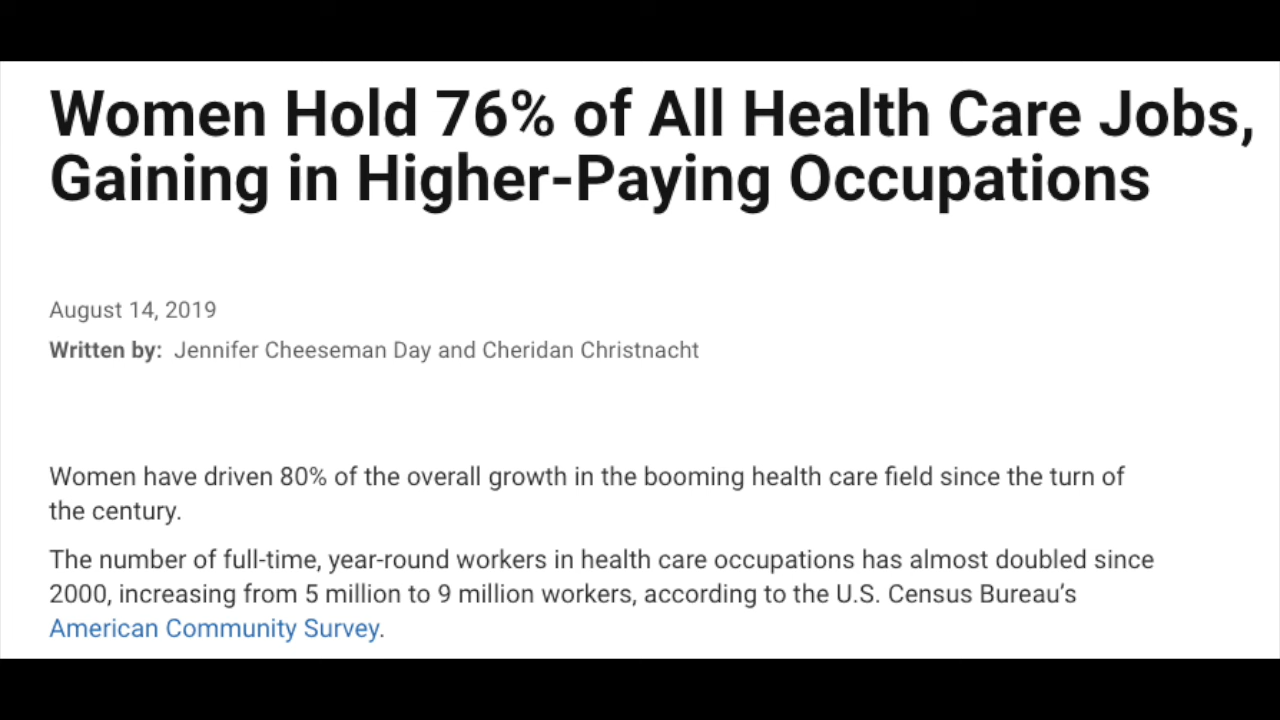 Women Hold 76% of All Health Care Jobs,
Gaining in Higher-Paying Occupations
August 14, 2019
Written by: Jennifer Cheeseman Day and Cheridan Christnacht
Women have driven 80% of the overall growth in the booming health care field since the turn of
the century.
The number of full-time, year-round workers in health care occupations has almost doubled since
2000, increasing from 5 million to 9 million workers, according to the U.S. Census Bureau’s
American Community Survey.